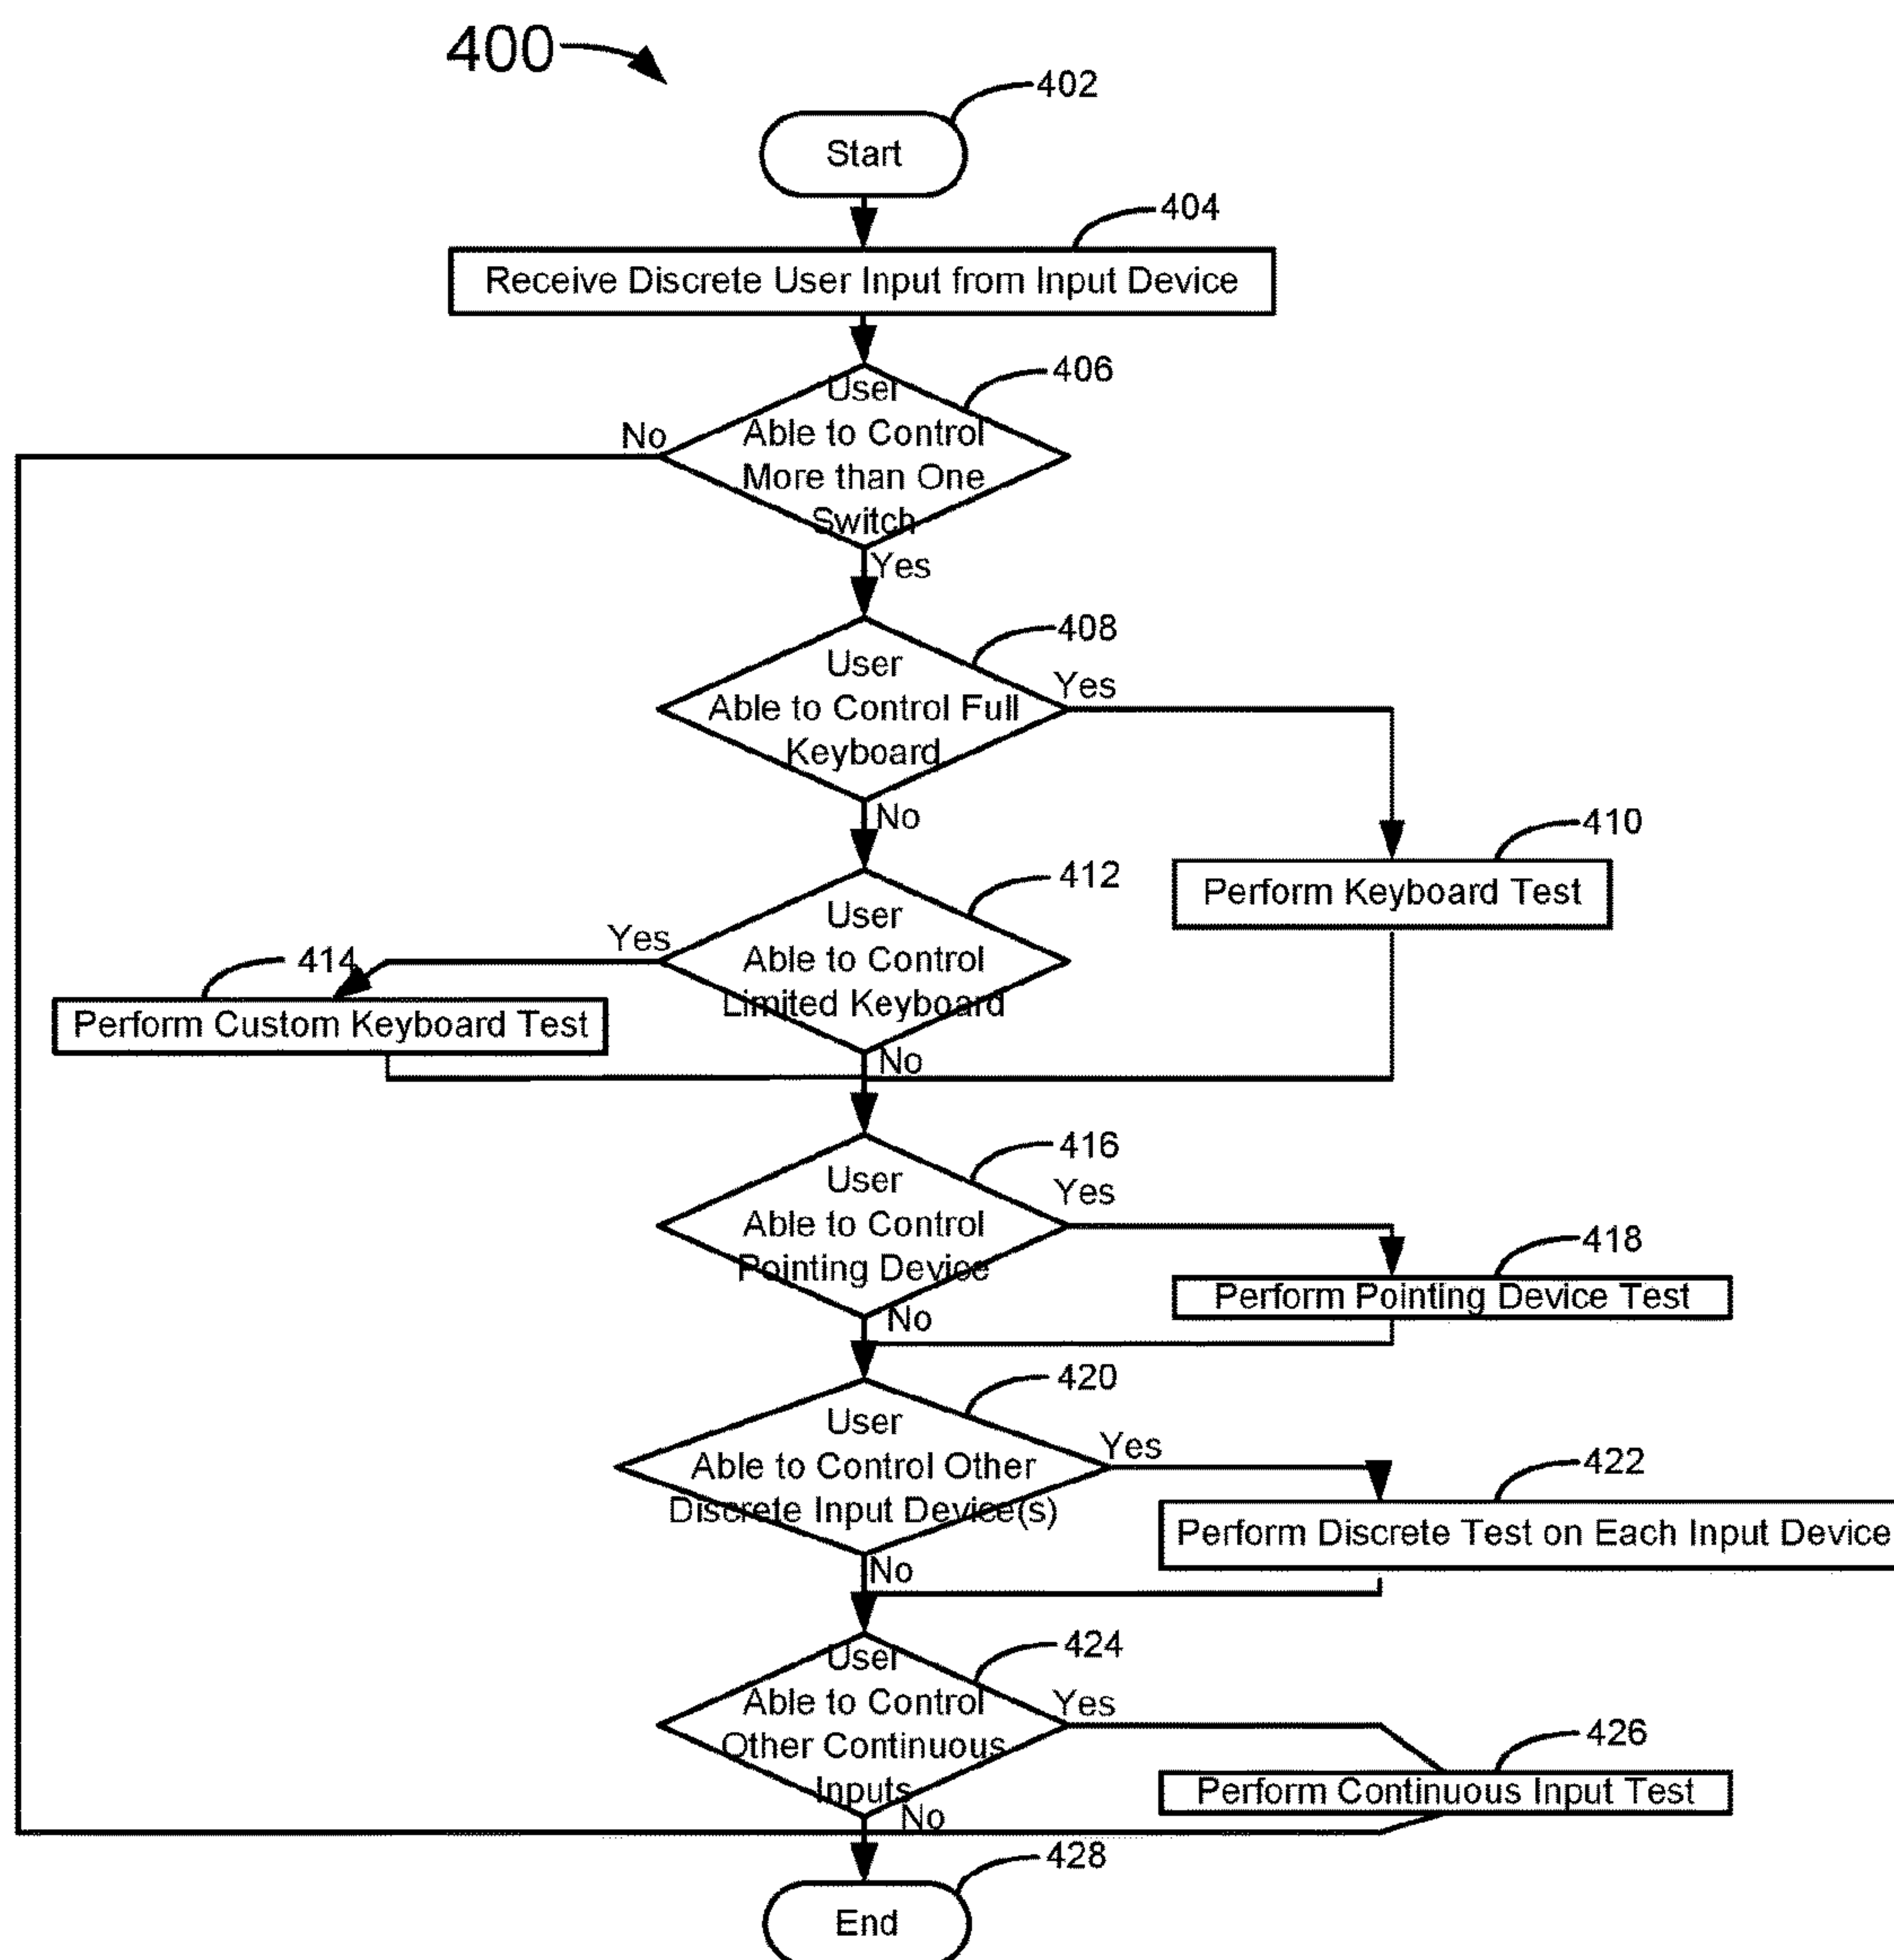 400
402
Start
404
Receive Discrete User Input from Input Device
406
User
Able to Control
More than One
Switch
No
Yes
408
User
Able to Control Full
Keyboard
Yes
No
410
Perform Keyboard Test
412
User
Able to Control
Limited Keyboard
Yes
414
Perform Custom Keyboard Test
No
416
User
Able to Control
Pointing Device
Yes
418
Perform Pointing Device Test
No
420
User
Able to Control Other
Discrete Input Device(s)
Yes
422
Perform Discrete Test on Each Input Device
No
424
User
Able to Control
Other Continuous
Inputs
Yes
426
Perform Continuous Input Test
No
428
End